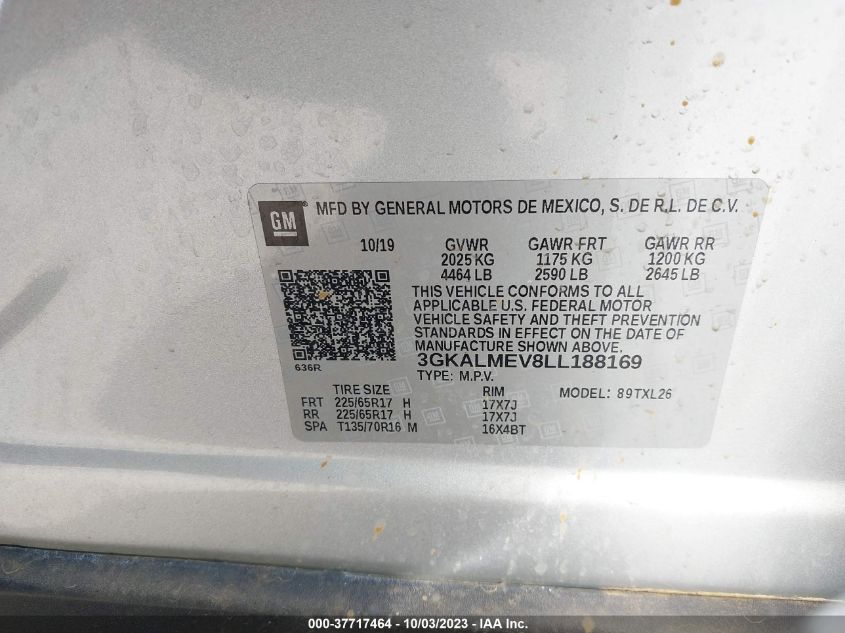 GM
MFD BY GENERAL MOTORS DE MEXICO, S. DE R.L. DE C.V.
10/19 GVWR GAWR FRT GAWR RR
2025 KG 1175 KG 1200 KG
4464 LB 2590 LB 2645 LB
THIS VEHICLE CONFORMS TO ALL
APPLICABLE U.S. FEDERAL MOTOR
VEHICLE SAFETY AND THEFT PREVENTION
STANDARDS IN EFFECT ON THE DATE OF
MANUFACTURE SHOWN ABOVE.
3GKALMEV8LL188169
636R
TYPE: M.P.V.
TIRE SIZE RIM MODEL: 89TXL26
FRT 225/65R17 H 17X7J
RR 225/65R17 H 17X7J
SPA T135/70R16 M 16X4BT
000-37717464 - 10/03/2023 - IAA Inc.